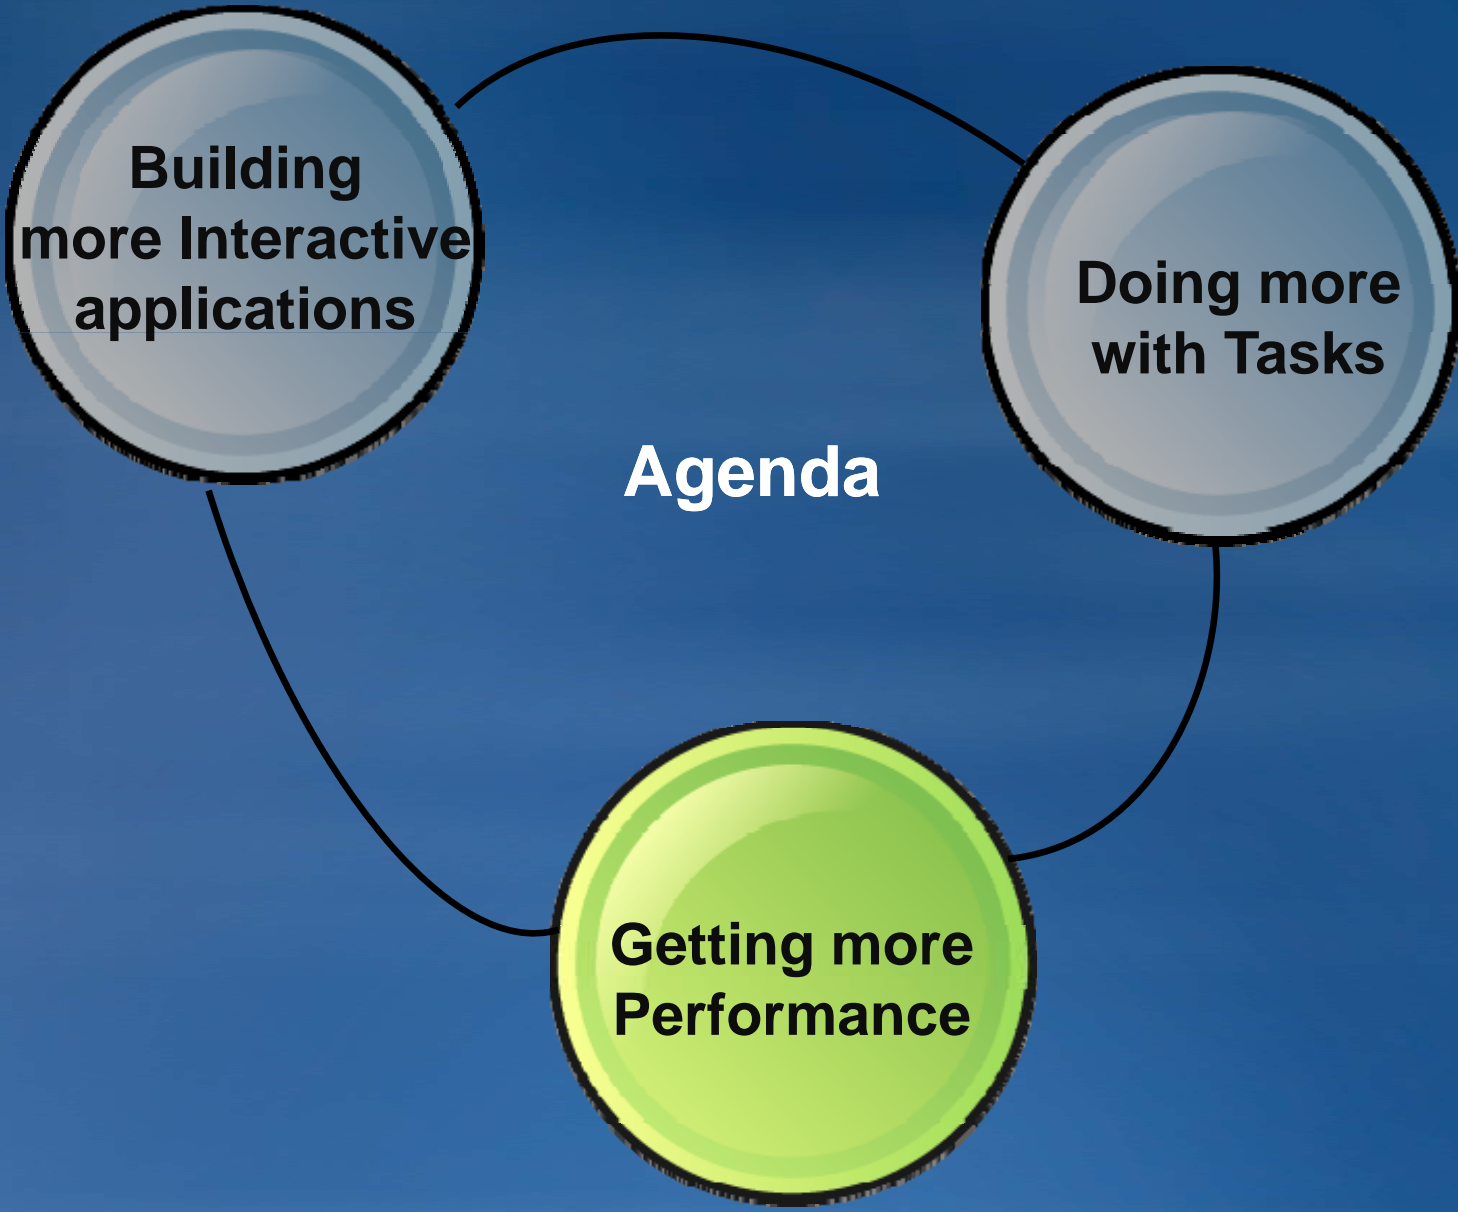 Building
more Interactive
applications
Doing more
with Tasks
Agenda
Getting more
Performance